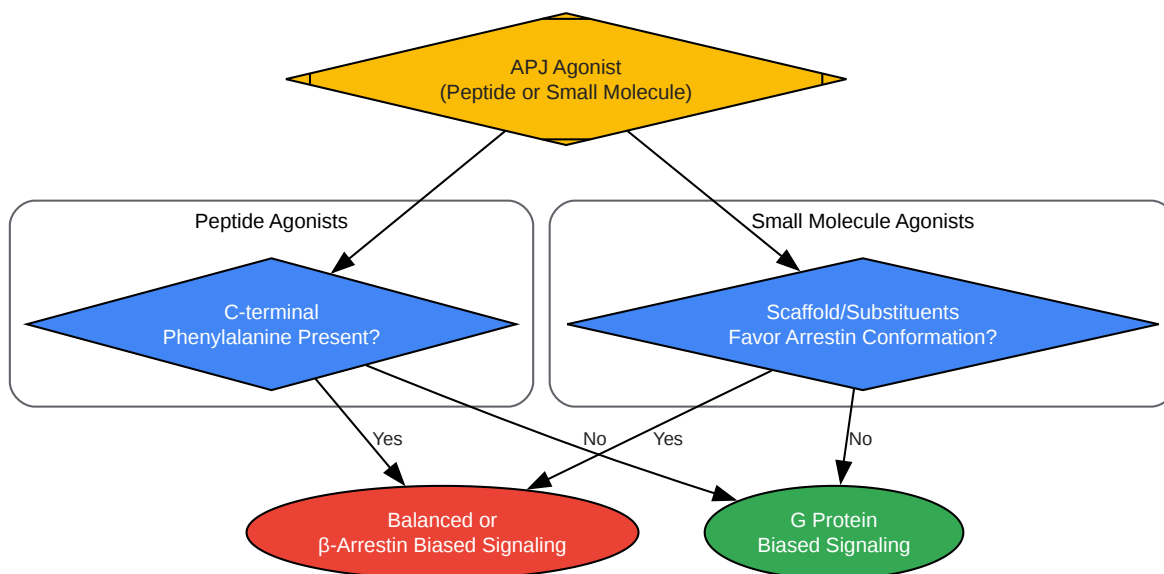 APJ Agonist
(Peptide or Small Molecule)
Peptide Agonists
Small Molecule Agonists
C-terminal
Phenylalanine Present?
Scaffold/Substituents
Favor Arrestin Conformation?
Yes
No
Yes
No
Balanced or
β-Arrestin Biased Signaling
G Protein
Biased Signaling